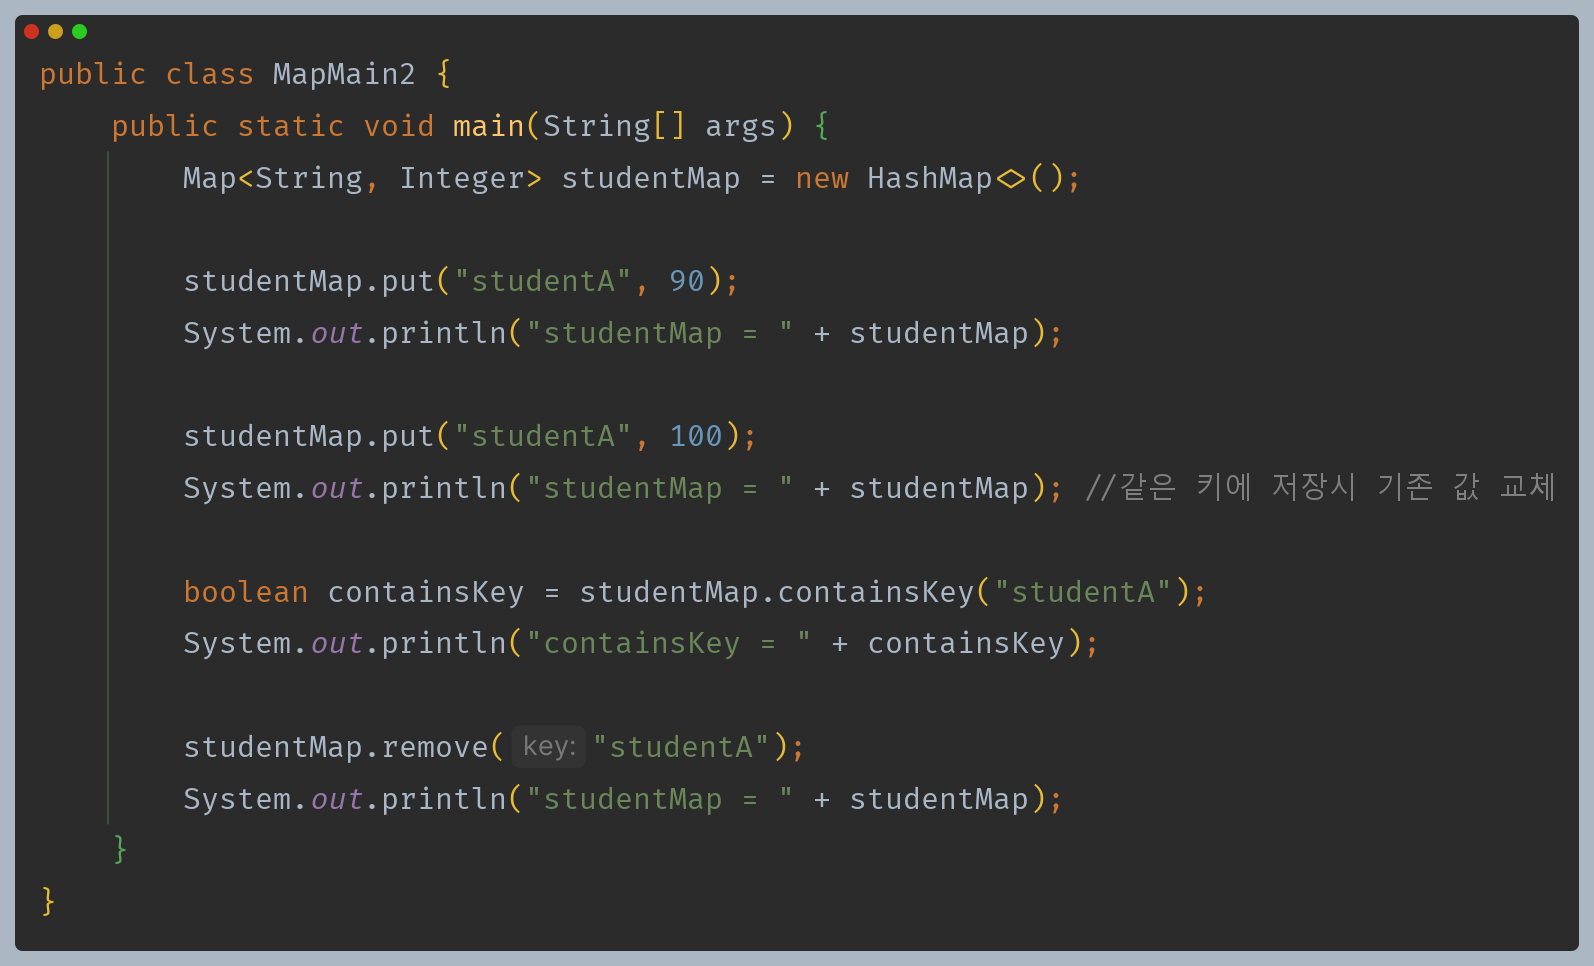 public class MapMain2 {
public static void main(String[] args) {
Map<String, Integer> studentMap = new HashMap<>();
studentMap.put("studentA", 90);
System.out.println("studentMap = " + studentMap);
studentMap.put("studentA", 100);
System.out.println("studentMap = " + studentMap); //같은 키에 저장시 기존 값 교체
boolean containsKey = studentMap.containsKey("studentA");
System.out.println("containsKey = " + containsKey);
studentMap.remove( key: "studentA");
System.out.println("studentMap = " + studentMap);
}
}